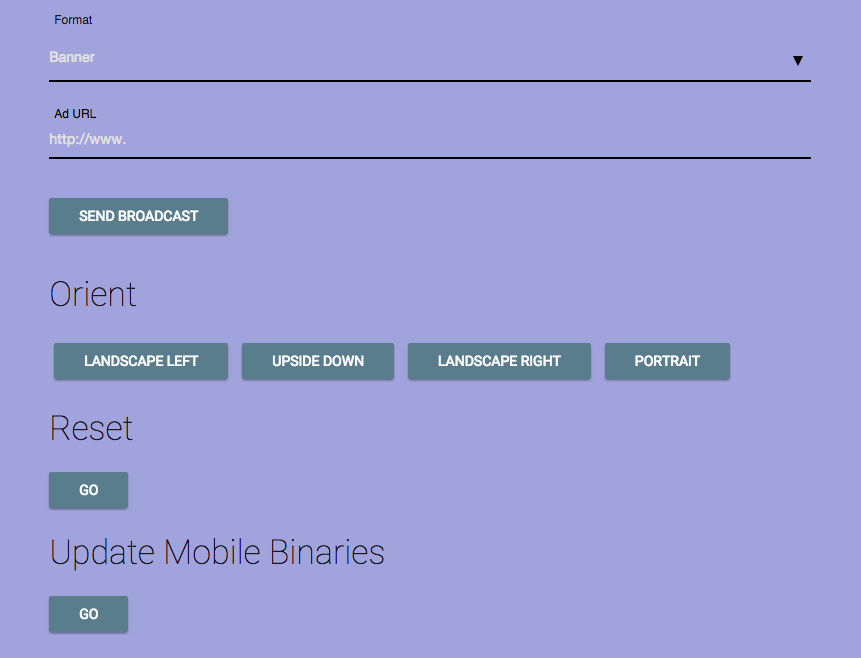 Format
Banner
Ad URL
http://www.
SEND BROADCAST
Orient
LANDSCAPE LEFT UPSIDE DOWN LANDSCAPE RIGHT PORTRAIT
Reset
GO
Update Mobile Binaries
GO